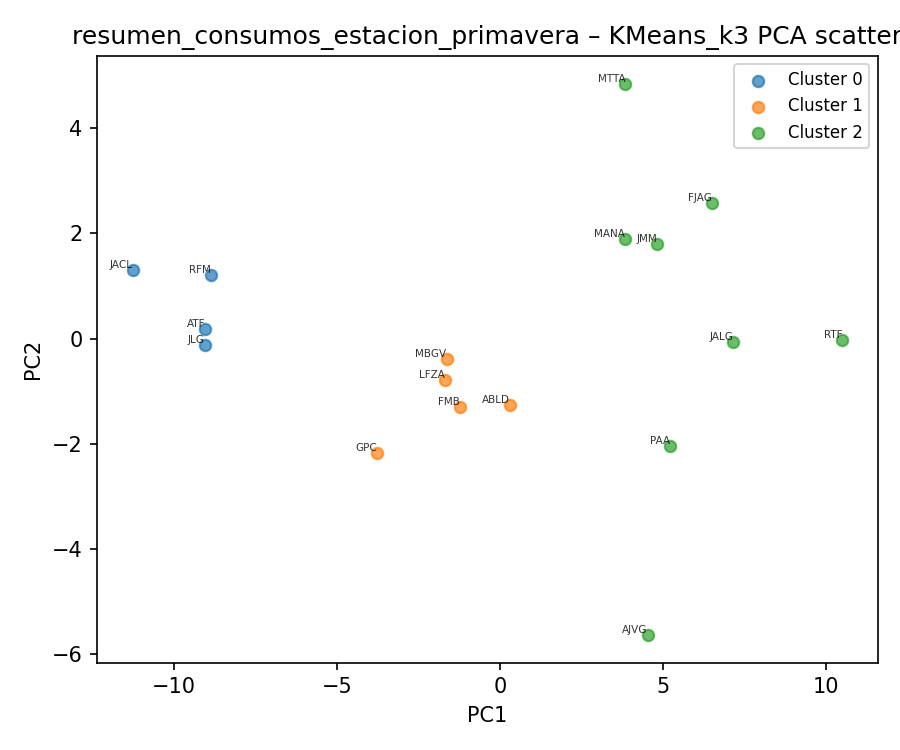 resumen_consumos_estacion_primavera – KMeans_k3 PCA scatter
Cluster 0
Cluster 1
Cluster 2
MTTA
FJAG
MANA
JMM
JACL
RFM
ATF
JLG
JALG
RTF
MBGV
LFZA
FMB
ABLD
GPC
PAA
AJVG
4
2
0
−2
−4
−6
PC2
−10
−5
0
5
10
PC1